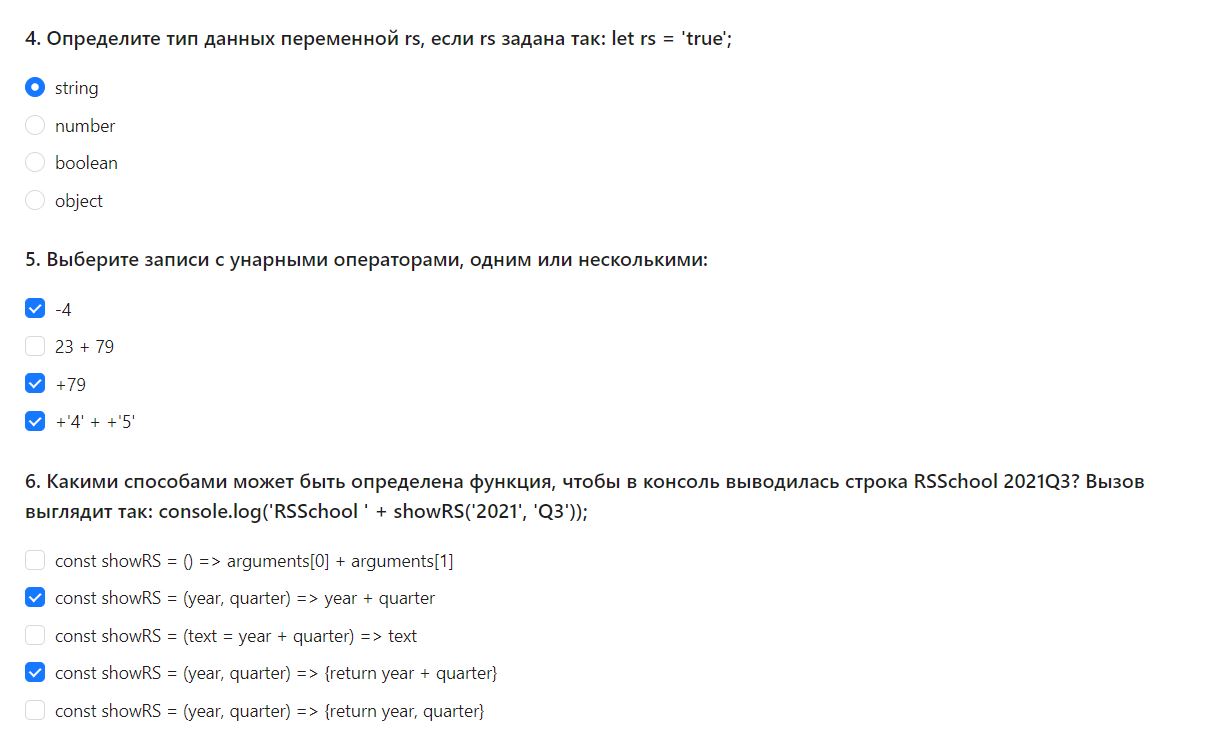 4. Определите тип данных переменной rs, если rs задана так: let rs = 'true';
string
number
boolean
object
5. Выберите записи с унарными операторами, одним или несколькими:
-4
23 + 79
+79
+'4' + +'5'
6. Какими способами может быть определена функция, чтобы в консоль выводилась строка RSSchool 2021Q3? Вызов
выглядит так: console.log('RSSchool ' + showRS('2021', 'Q3'));
const showRS = () => arguments[0] + arguments[1]
const showRS = (year, quarter) => year + quarter
const showRS = (text = year + quarter) => text
const showRS = (year, quarter) => {return year + quarter}
const showRS = (year, quarter) => {return year, quarter}